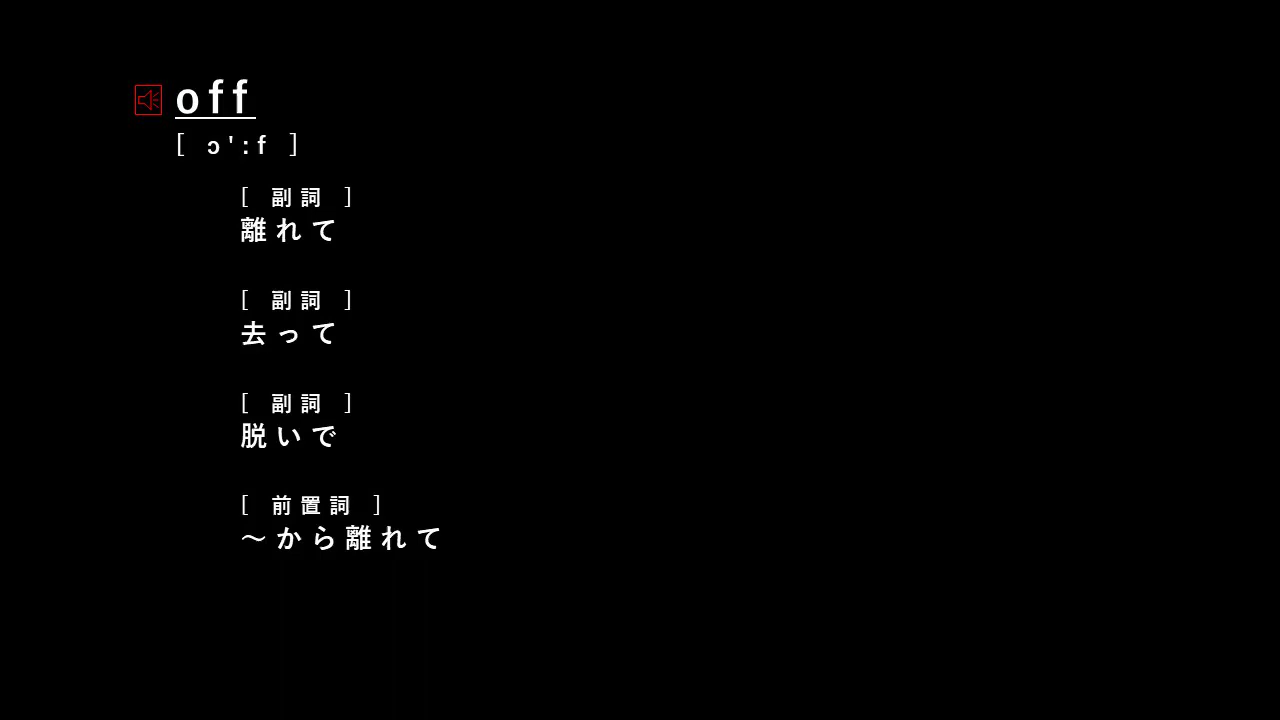 off
[ ɔ':f ]
[ 副詞 ]
離れて
[ 副詞 ]
去って
[ 副詞 ]
脱いで
[ 前置詞 ]
〜から離れて